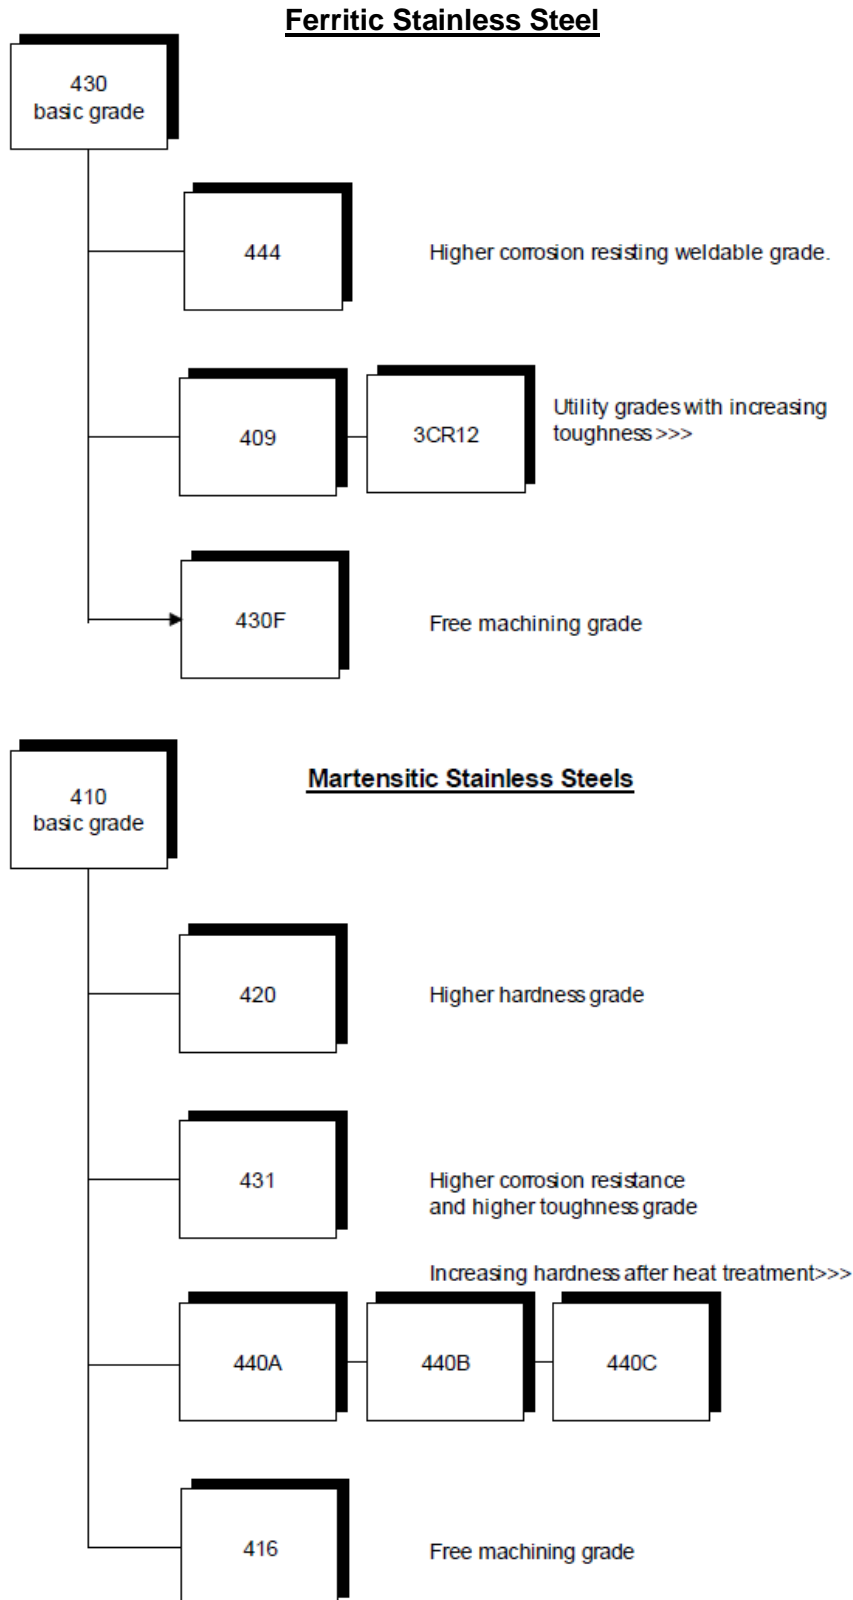 Ferritic Stainless Steel
430
basic grade
444
Higher corrosion resisting weldable grade.
409
3CR12
Utility grades with increasing
toughness>>>
430F
Free machining grade
410
basic grade
Martensitic Stainless Steels
420
Higher hardness grade
431
Higher corrosion resistance
and higher toughness grade
Increasing hardness after heat treatment>>>
440A
440B
440C
416
Free machining grade